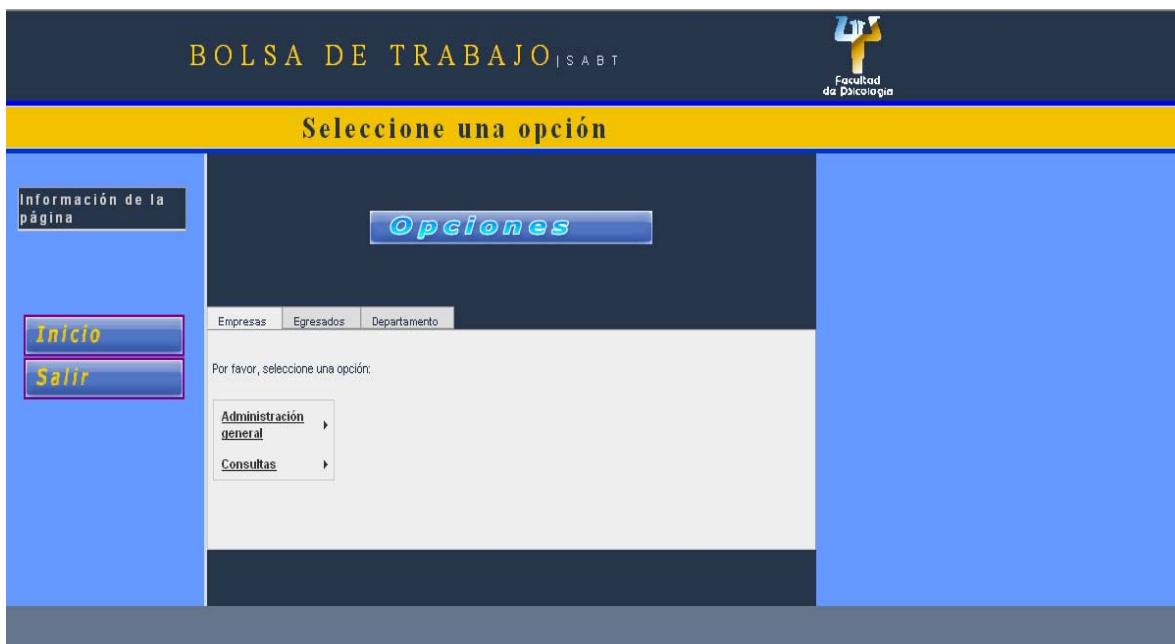 BOLSA DE TRABAJO | SABT
Facultad
de Psicología
Seleccione una opción
Información de la
página
Opciones
Inicio
Salir
Empresas Egresados Departamento
Por favor, seleccione una opción:
Administración
general
Consultas